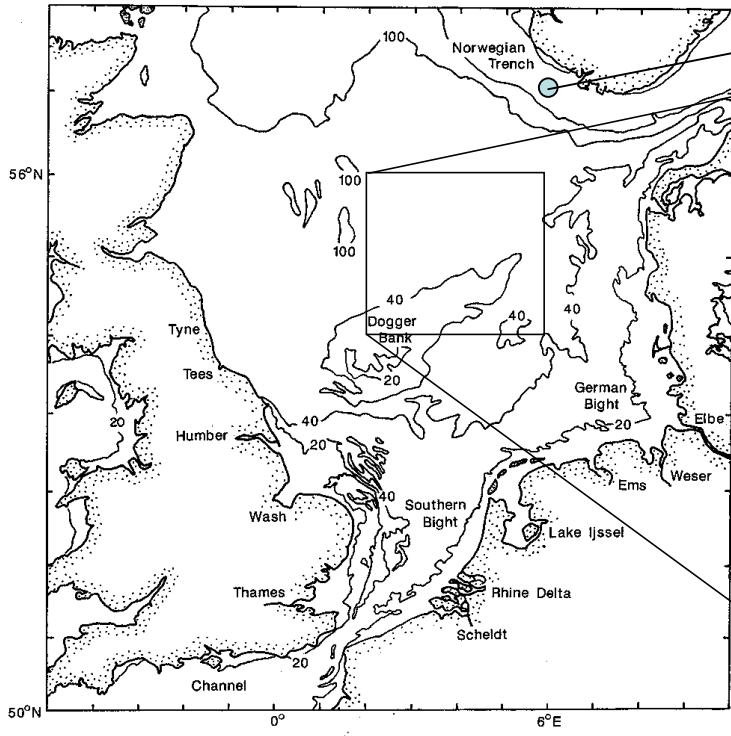 100
Norwegian
Trench
56°N
100
100
40
Dogger
Bank
40
40
Tyne
20
Tees
German
Bight
20
40
20
Elbe
Humber
20
40
Southern
Bight
Ems
Weser
Wash
Lake Ijssel
Thames
Rhine Delta
Scheldt
20
Channel
50°N
0°
6°E